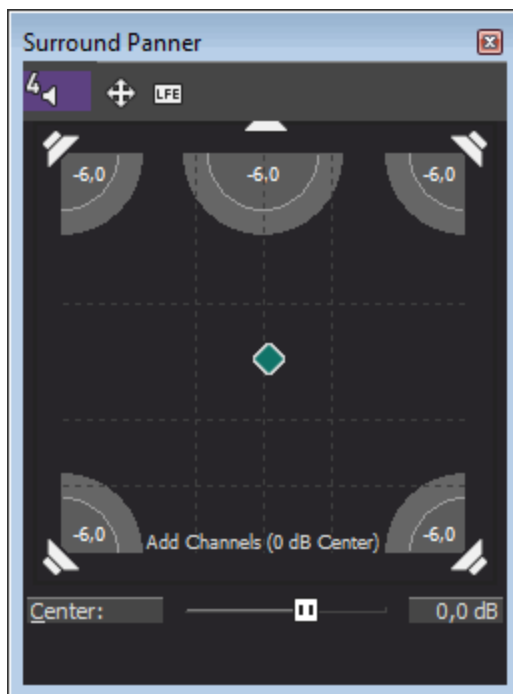 Surround Panner
4 LFE
-6,0 -6,0 -6,0
-6,0 Add Channels (0 dB Center) -6,0
Center: 0,0 dB